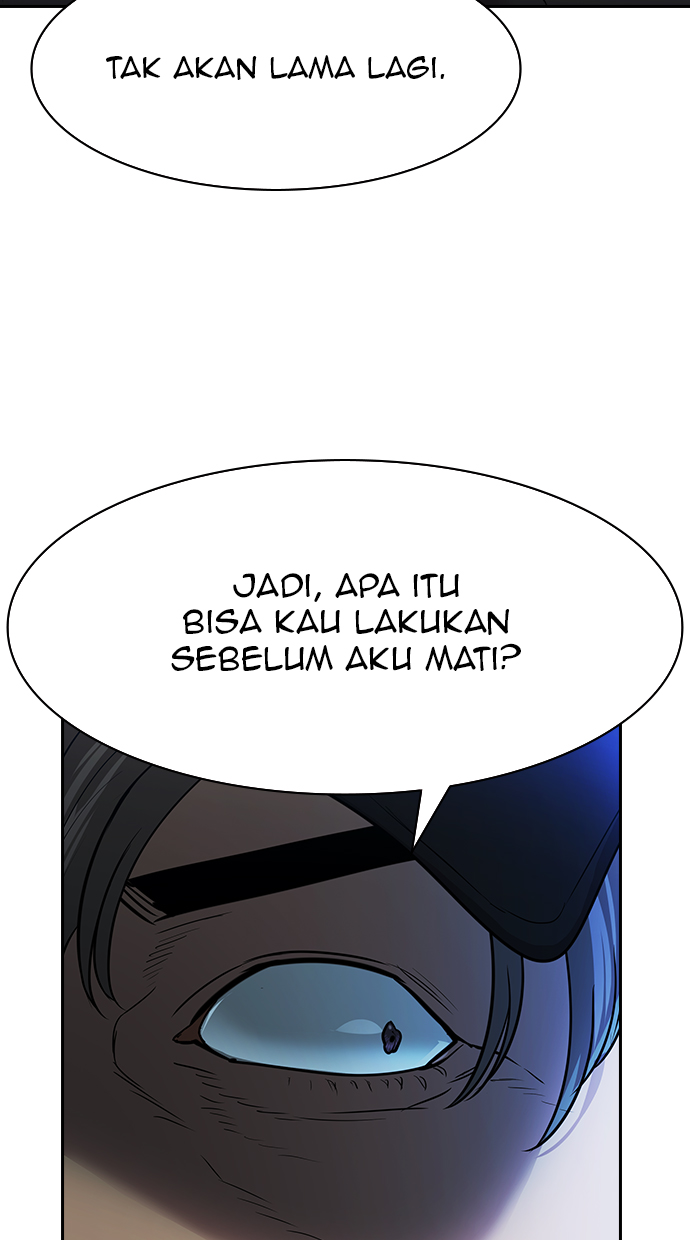 TAK AKAN LAMA LAGI.
JADI, APA ITU
BISA KAU LAKUKAN
SEBELUM AKU MATI?